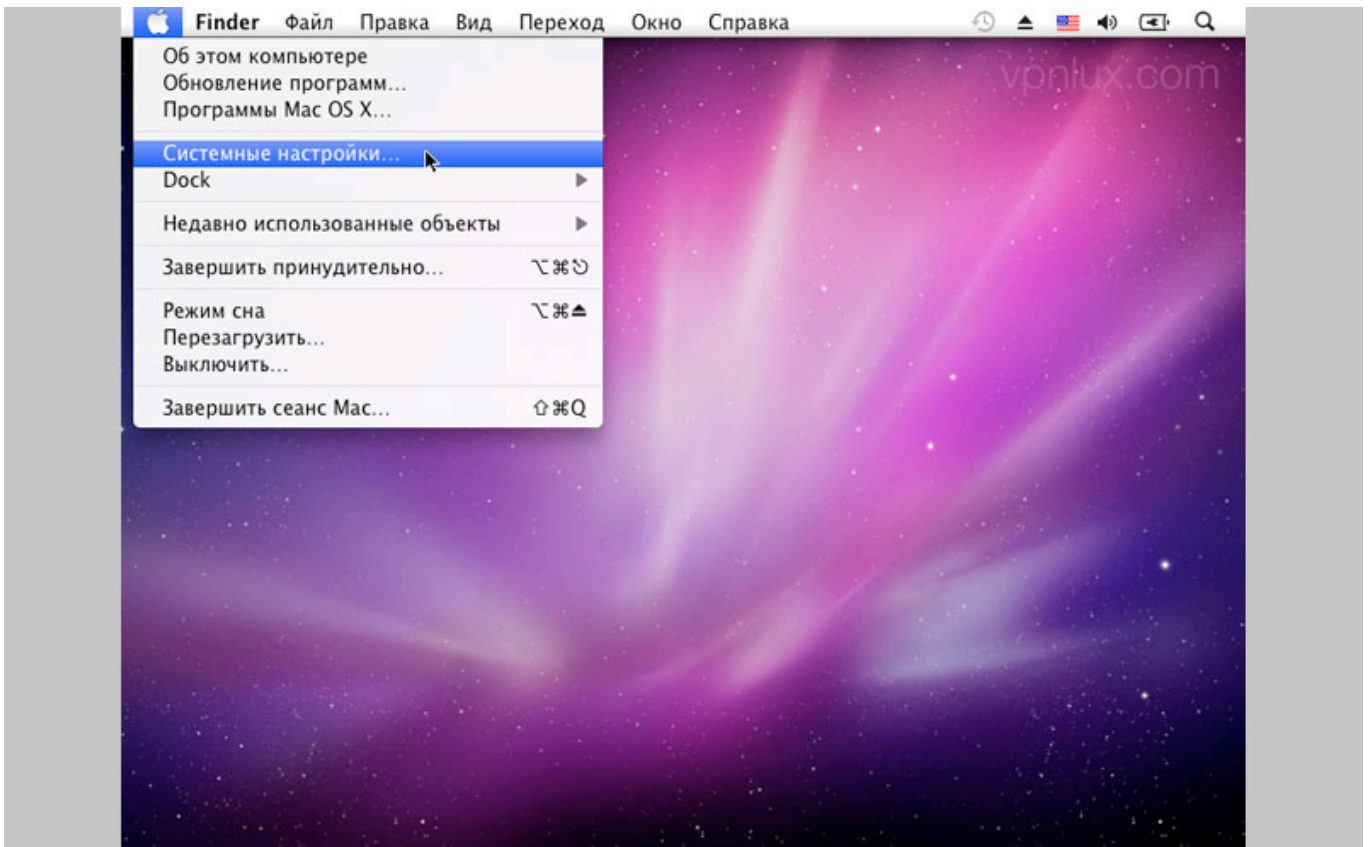 Finder Файл Правка Вид Переход Окно Справка
vpnlux.com
Об этом компьютере
Обновление программ...
Программы Mac OS X...
Системные настройки...
Dock
Недавно использованные объекты
Завершить принудительно... ⌥⌘⎋
Режим сна ⌥⌘⏏
Перезагрузить...
Выключить...
Завершить сеанс Mac... ⇧⌘Q